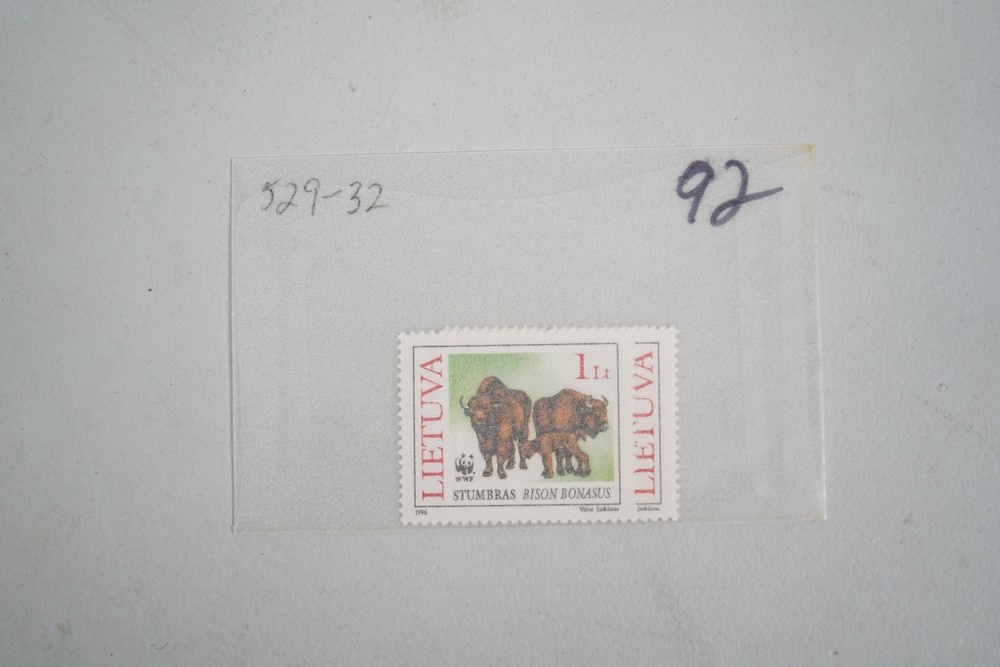 529-32
92
LIETUVA
1 Lt
WWF
STUMBRAS BISON BONASUS
1996
LIETUVA